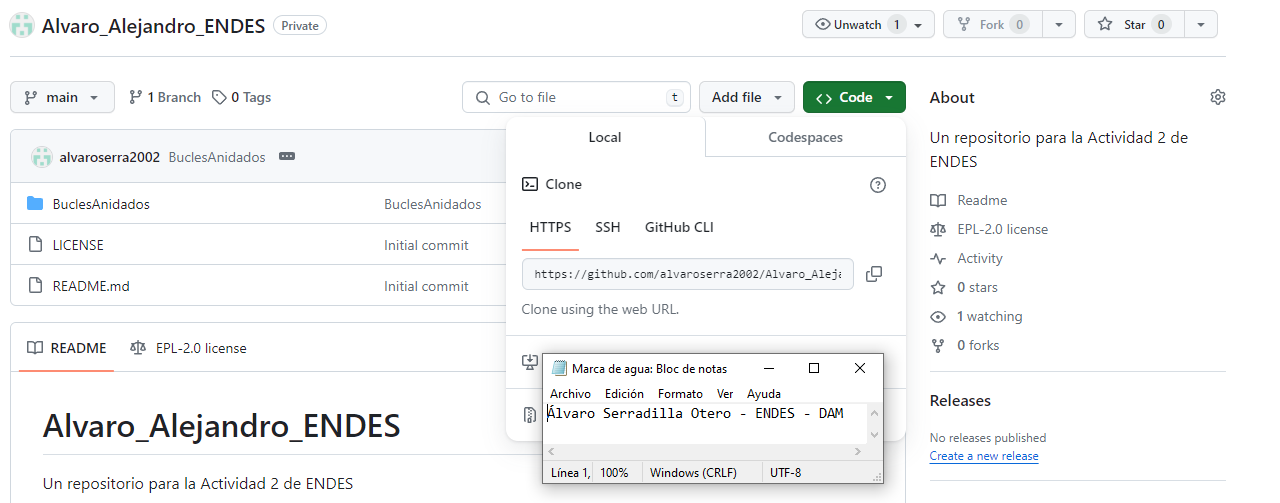 Alvaro_Alejandro_ENDES Private Unwatch 1 Fork 0 Star 0
main 1 Branch 0 Tags Go to file t Add file Code
alvaroserra2002 BuclesAnidados
BuclesAnidados BuclesAnidados
LICENSE Initial commit
README.md Initial commit
Local Codespaces
Clone
HTTPS SSH GitHub CLI
https://github.com/alvaroserra2002/Alvaro_Aleja
Clone using the web URL.
README EPL-2.0 license
Alvaro_Alejandro_ENDES
Un repositorio para la Actividad 2 de ENDES
Marca de agua: Bloc de notas
Archivo Edición Formato Ver Ayuda
Álvaro Serradilla Otero - ENDES - DAM
Línea 1, 100% Windows (CRLF) UTF-8
About
Un repositorio para la Actividad 2 de
ENDES
Readme
EPL-2.0 license
Activity
0 stars
1 watching
0 forks
Releases
No releases published
Create a new release